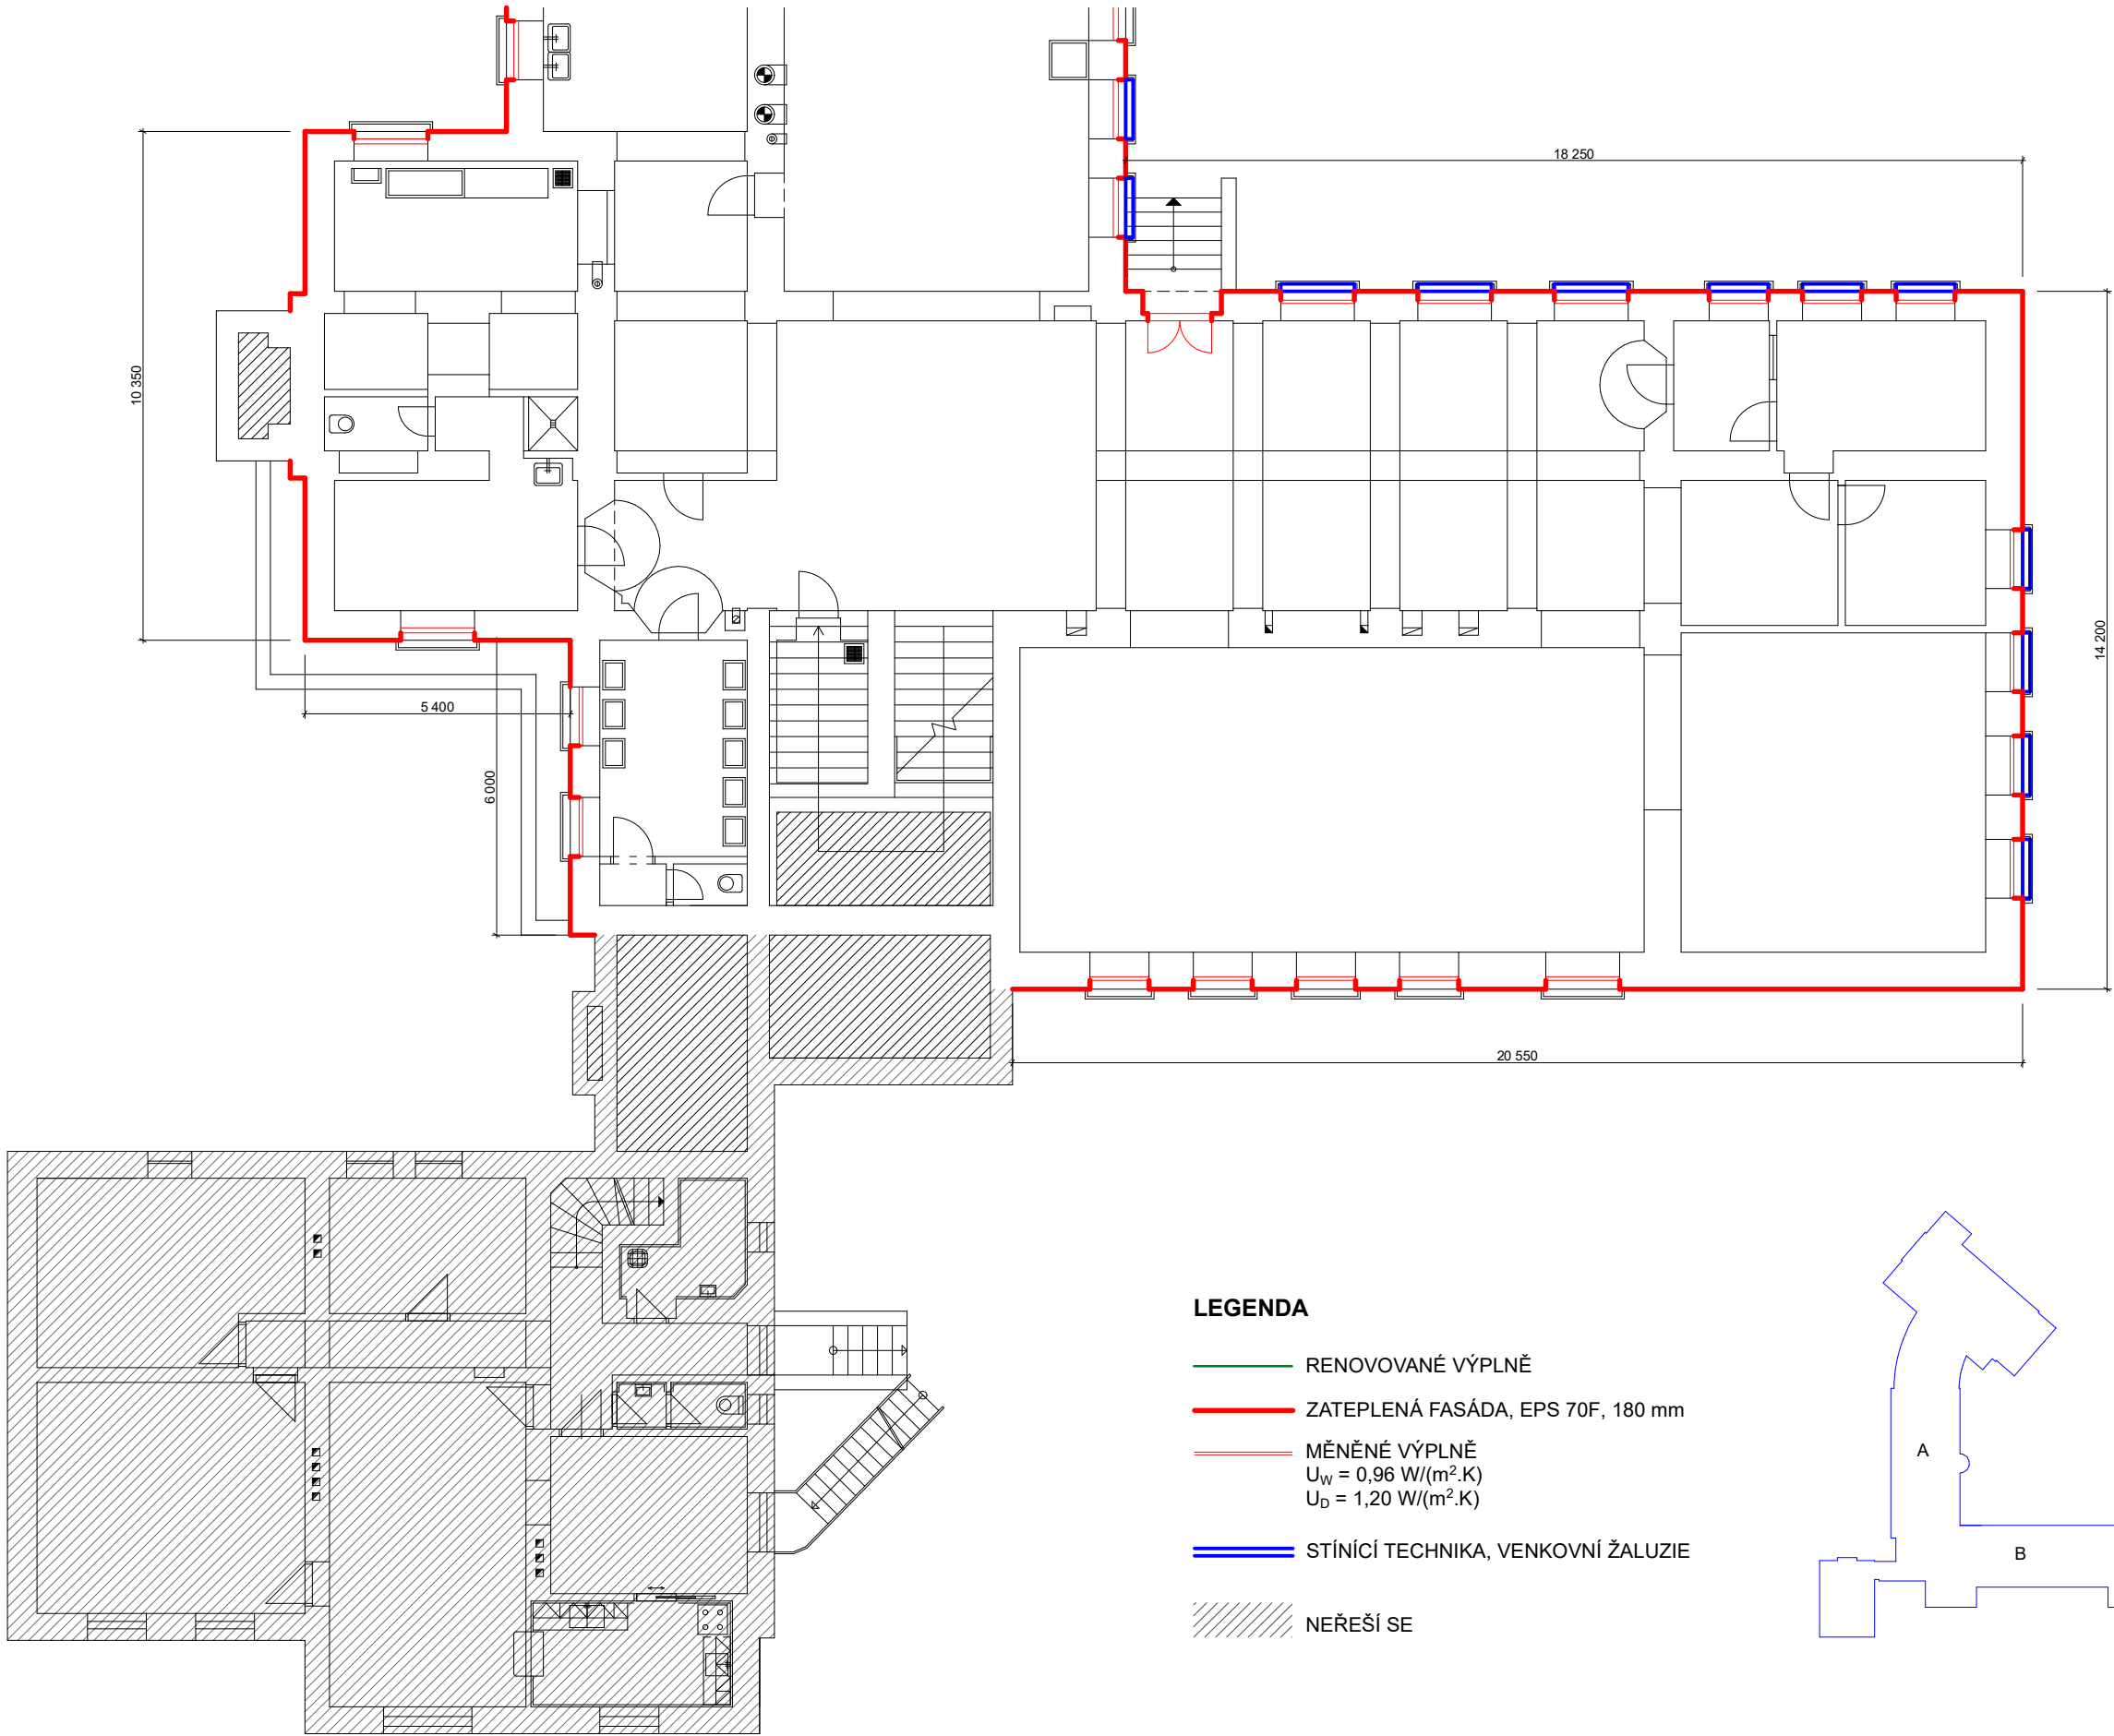 18 250
10 350
14 200
5 400
6 000
20 550
LEGENDA
RENOVOVANÉ VÝPLNĚ
ZATEPLENÁ FASÁDA, EPS 70F, 180 mm
MĚNĚNÉ VÝPLNĚ
U_W = 0,96 W/(m².K)
U_D = 1,20 W/(m².K)
STÍNÍCÍ TECHNIKA, VENKOVNÍ ŽALUZIE
NEŘEŠÍ SE
A
B